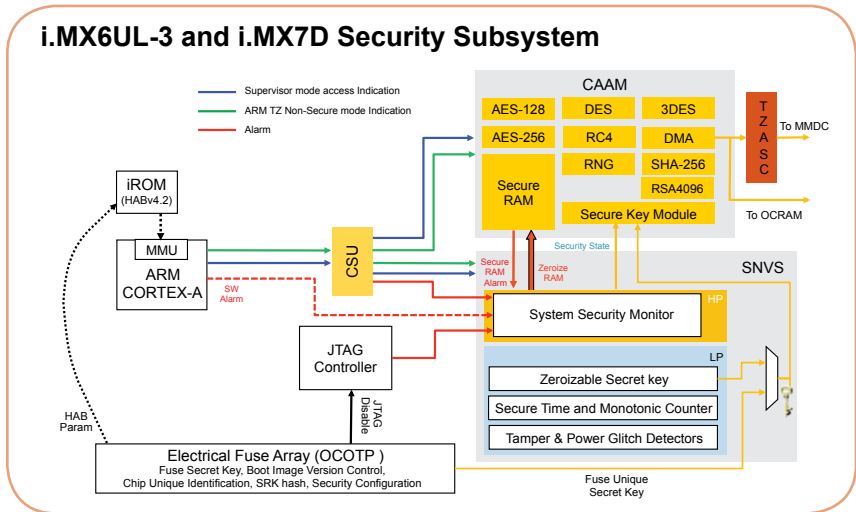 i.MX6UL-3 and i.MX7D Security Subsystem
Supervisor mode access Indication
ARM TZ Non-Secure mode Indication
Alarm
CAAM
AES-128
DES
3DES
AES-256
RC4
DMA
RNG
SHA-256
RSA4096
Secure
RAM
Secure Key Module
TZASC
To MMDC
To OCRAM
iROM
(HABv4.2)
MMU
ARM
CORTEX-A
CSU
SW
Alarm
Secure
RAM
Alarm
Zeroize
RAM
Security State
SNVS
HP
System Security Monitor
LP
Zeroizable Secret key
Secure Time and Monotonic Counter
Tamper & Power Glitch Detectors
JTAG
Controller
JTAG
Disable
HAB
Param
Electrical Fuse Array (OCOTP )
Fuse Secret Key, Boot Image Version Control,
Chip Unique Identification, SRK hash, Security Configuration
Fuse Unique
Secret Key